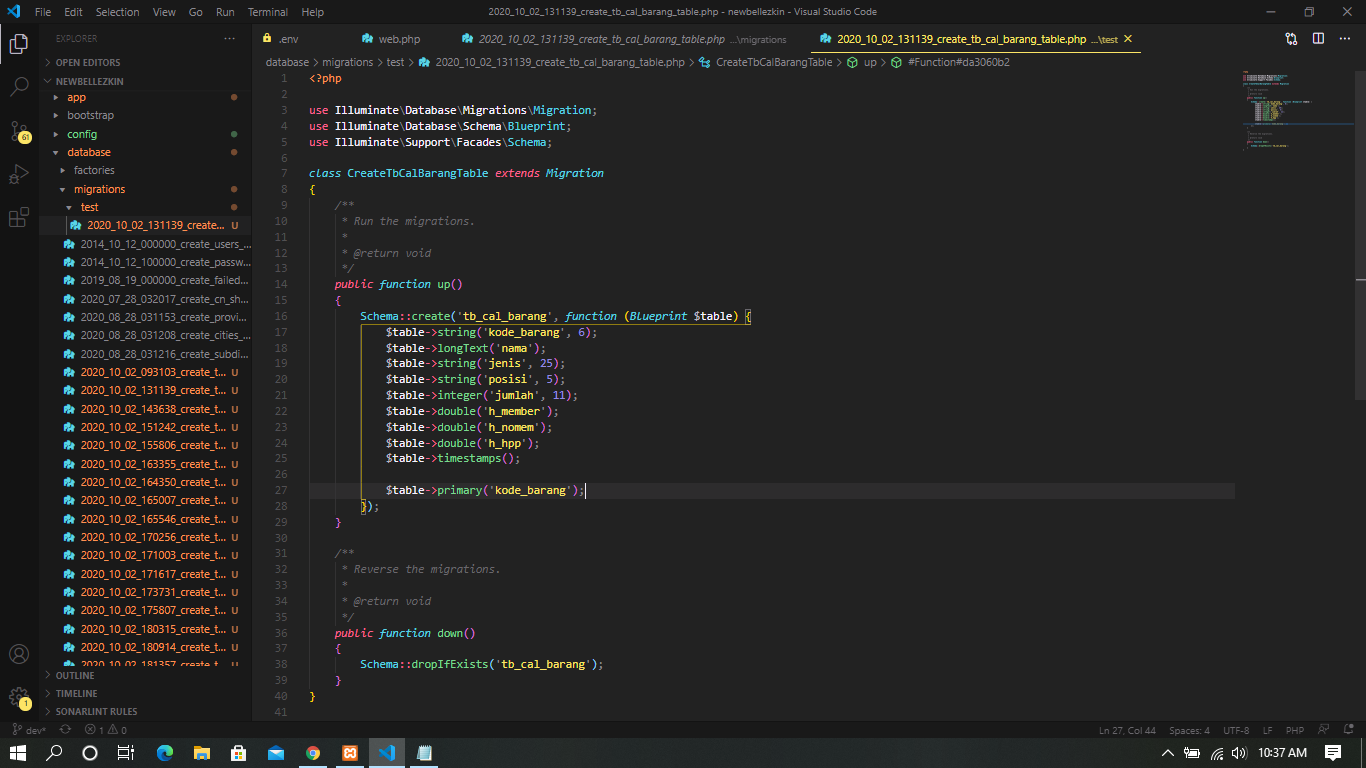 File Edit Selection View Go Run Terminal Help
2020_10_02_131139_create_tb_cal_barang_table.php - newbellezkin - Visual Studio Code
EXPLORER
OPEN EDITORS
NEWBELLEZKIN
app
bootstrap
config
database
factories
migrations
test
2020_10_02_131139_create... U
2014_10_12_000000_create_users_...
2014_10_12_100000_create_passw...
2019_08_19_000000_create_failed...
2020_07_28_032017_create_cn_sh...
2020_08_28_031153_create_provi...
2020_08_28_031208_create_cities_...
2020_08_28_031216_create_subdi...
2020_10_02_093103_create_t... U
2020_10_02_131139_create_t... U
2020_10_02_143638_create_t... U
2020_10_02_151242_create_t... U
2020_10_02_155806_create_t... U
2020_10_02_163355_create_t... U
2020_10_02_164350_create_t... U
2020_10_02_165007_create_t... U
2020_10_02_165546_create_t... U
2020_10_02_170256_create_t... U
2020_10_02_171003_create_t... U
2020_10_02_171617_create_t... U
2020_10_02_173731_create_t... U
2020_10_02_175807_create_t... U
2020_10_02_180315_create_t... U
2020_10_02_180914_create_t... U
2020_10_02_181357_create_t... U
OUTLINE
TIMELINE
SONARLINT RULES
61
1
.env
web.php
2020_10_02_131139_create_tb_cal_barang_table.php ...\migrations
2020_10_02_131139_create_tb_cal_barang_table.php ...\test
database > migrations > test > 2020_10_02_131139_create_tb_cal_barang_table.php > CreateTbCalBarangTable > up > #Function#da3060b2
1 <?php
2
3 use Illuminate\Database\Migrations\Migration;
4 use Illuminate\Database\Schema\Blueprint;
5 use Illuminate\Support\Facades\Schema;
6
7 class CreateTbCalBarangTable extends Migration
8 {
9 /**
10 * Run the migrations.
11 *
12 * @return void
13 */
14 public function up()
15 {
16 Schema::create('tb_cal_barang', function (Blueprint $table) {
17 $table->string('kode_barang', 6);
18 $table->longText('nama');
19 $table->string('jenis', 25);
20 $table->string('posisi', 5);
21 $table->integer('jumlah', 11);
22 $table->double('h_member');
23 $table->double('h_nomem');
24 $table->double('h_hpp');
25 $table->timestamps();
26
27 $table->primary('kode_barang');
28 });
29 }
30
31 /**
32 * Reverse the migrations.
33 *
34 * @return void
35 */
36 public function down()
37 {
38 Schema::dropIfExists('tb_cal_barang');
39 }
40 }
41
dev* 1 0
Ln 27, Col 44 Spaces: 4 UTF-8 LF PHP
10:37 AM